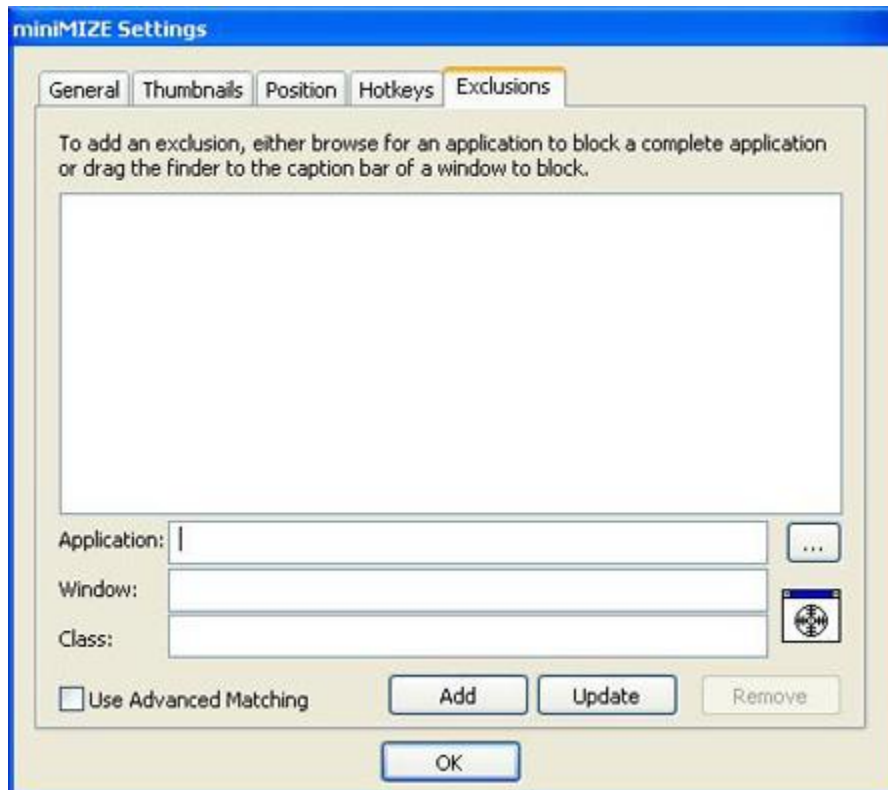 miniMIZE Settings
General Thumbnails Position Hotkeys Exclusions
To add an exclusion, either browse for an application to block a complete application
or drag the finder to the caption bar of a window to block.
Application:
...
Window:
Class:
Use Advanced Matching Add Update Remove
OK